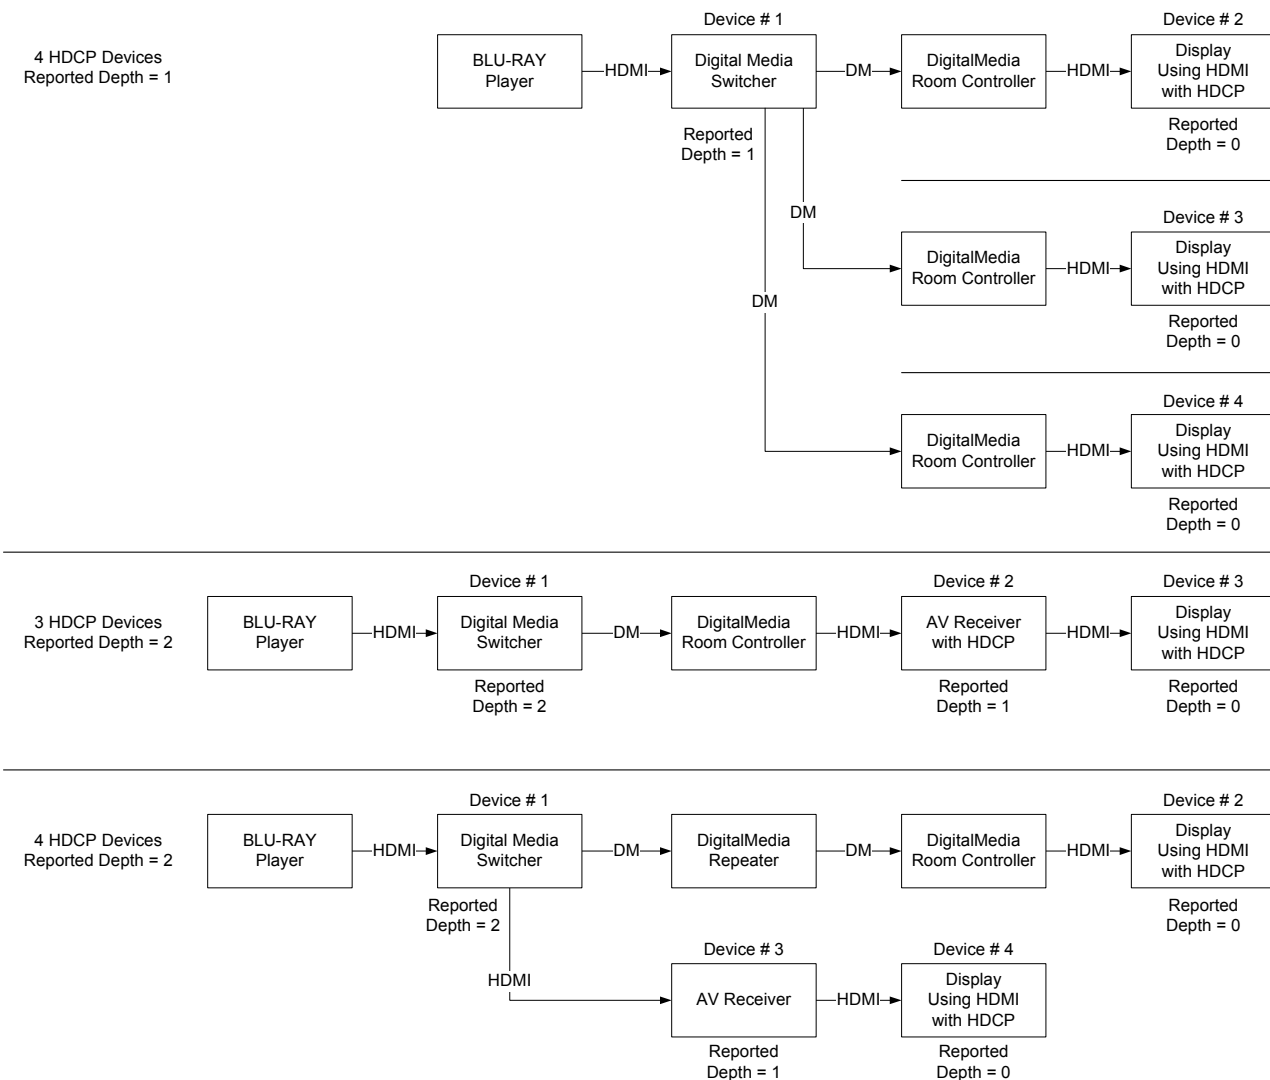 4 HDCP Devices
Reported Depth = 1
BLU-RAY
Player
HDMI
Device # 1
Digital Media
Switcher
Reported
Depth = 1
DM
DigitalMedia
Room Controller
HDMI
Device # 2
Display
Using HDMI
with HDCP
Reported
Depth = 0
DM
DigitalMedia
Room Controller
HDMI
Device # 3
Display
Using HDMI
with HDCP
Reported
Depth = 0
DM
DigitalMedia
Room Controller
HDMI
Device # 4
Display
Using HDMI
with HDCP
Reported
Depth = 0
3 HDCP Devices
Reported Depth = 2
BLU-RAY
Player
HDMI
Device # 1
Digital Media
Switcher
Reported
Depth = 2
DM
DigitalMedia
Room Controller
HDMI
Device # 2
AV Receiver
with HDCP
Reported
Depth = 1
HDMI
Device # 3
Display
Using HDMI
with HDCP
Reported
Depth = 0
4 HDCP Devices
Reported Depth = 2
BLU-RAY
Player
HDMI
Device # 1
Digital Media
Switcher
Reported
Depth = 2
DM
DigitalMedia
Repeater
DM
DigitalMedia
Room Controller
HDMI
Device # 2
Display
Using HDMI
with HDCP
Reported
Depth = 0
HDMI
Device # 3
AV Receiver
Reported
Depth = 1
HDMI
Device # 4
Display
Using HDMI
with HDCP
Reported
Depth = 0